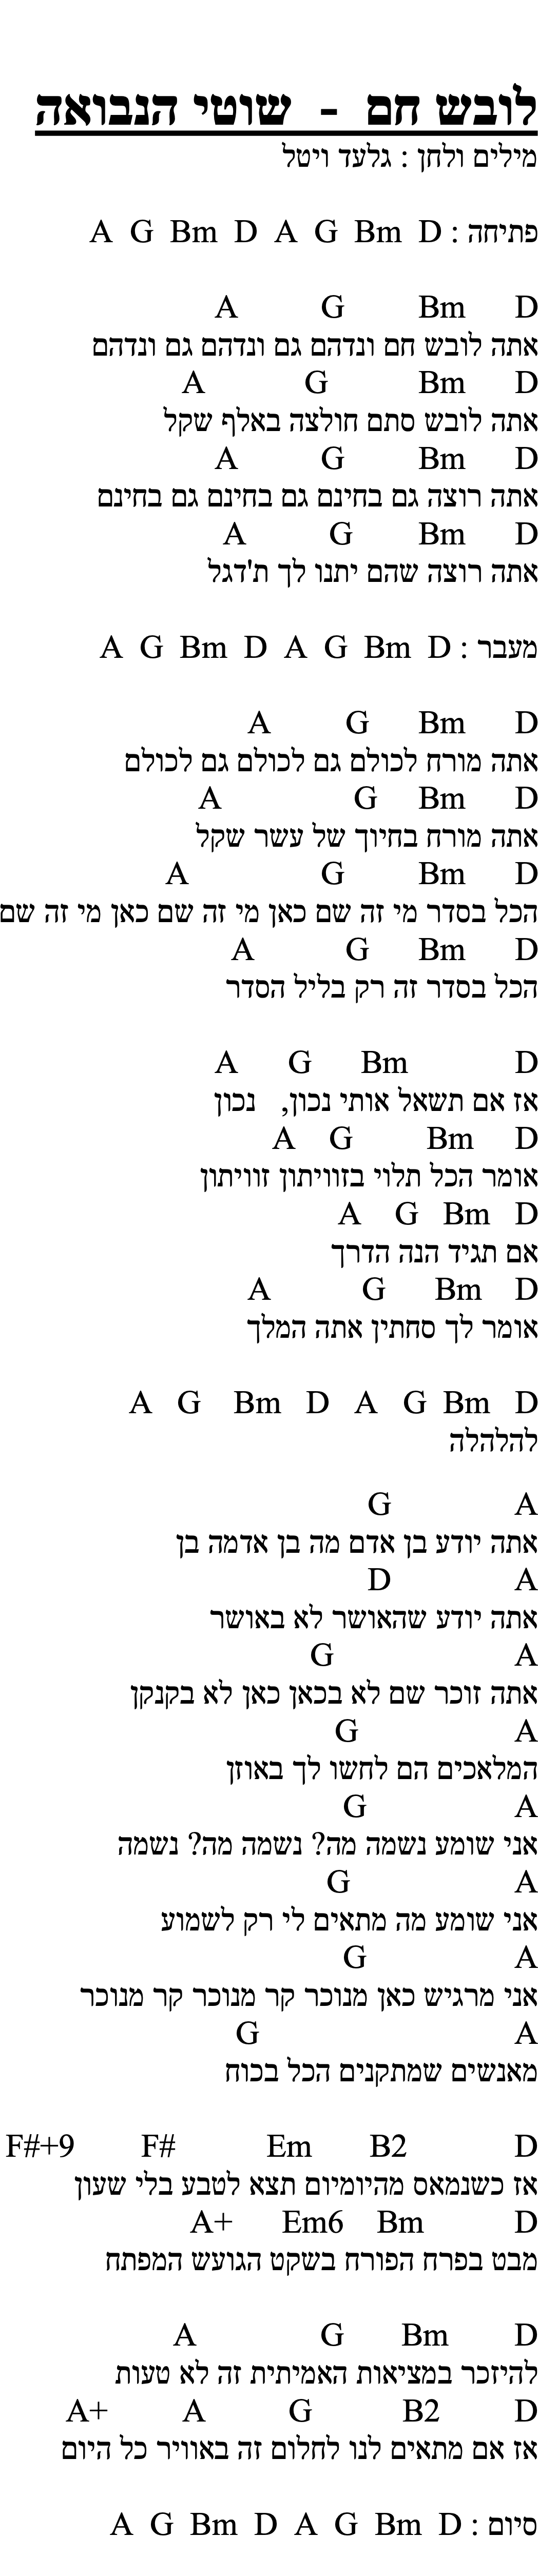 לובש חם - שוטי הנבואה
מילים ולחן : גלעד ויטל
פתיחה : A G Bm D A G Bm D
A G Bm D
אתה לובש חם ונדהם גם ונדהם גם ונדהם
A G Bm D
אתה לובש סתם חולצה באלף שקל
A G Bm D
אתה רוצה גם בחינם גם בחינם גם בחינם
A G Bm D
אתה רוצה שהם יתנו לך ת'דגל
מעבר : A G Bm D A G Bm D
A G Bm D
אתה מורח לכולם גם לכולם גם לכולם
A G Bm D
אתה מורח בחיוך של עשר שקל
A G Bm D
הכל בסדר מי זה שם כאן מי זה שם כאן מי זה שם
A G Bm D
הכל בסדר זה רק בליל הסדר
A G Bm D
אז אם תשאל אותי נכון, נכון
A G Bm D
אומר הכל תלוי בזוויתון זוויתון
A G Bm D
אם תגיד הנה הדרך
A G Bm D
אומר לך סחתין אתה המלך
A G Bm D A G Bm D
להלהלה
G A
אתה יודע בן אדם מה בן אדמה בן
D A
אתה יודע שהאושר לא באושר
G A
אתה זוכר שם לא בכאן כאן לא בקנקן
G A
המלאכים הם לחשו לך באוזן
G A
אני שומע נשמה מה? נשמה מה? נשמה
G A
אני שומע מה מתאים לי רק לשמוע
G A
אני מרגיש כאן מנוכר קר מנוכר קר מנוכר
G A
מאנשים שמתקנים הכל בכוח
F#+9 F# Em B2 D
אז כשנמאס מהיומיום תצא לטבע בלי שעון
A+ Em6 Bm D
מבט בפרח הפורח בשקט הגועש המפתח
A G Bm D
להיזכר במציאות האמיתית זה לא טעות
A+ A G B2 D
אז אם מתאים לנו לחלום זה באוויר כל היום
סיום : A G Bm D A G Bm D